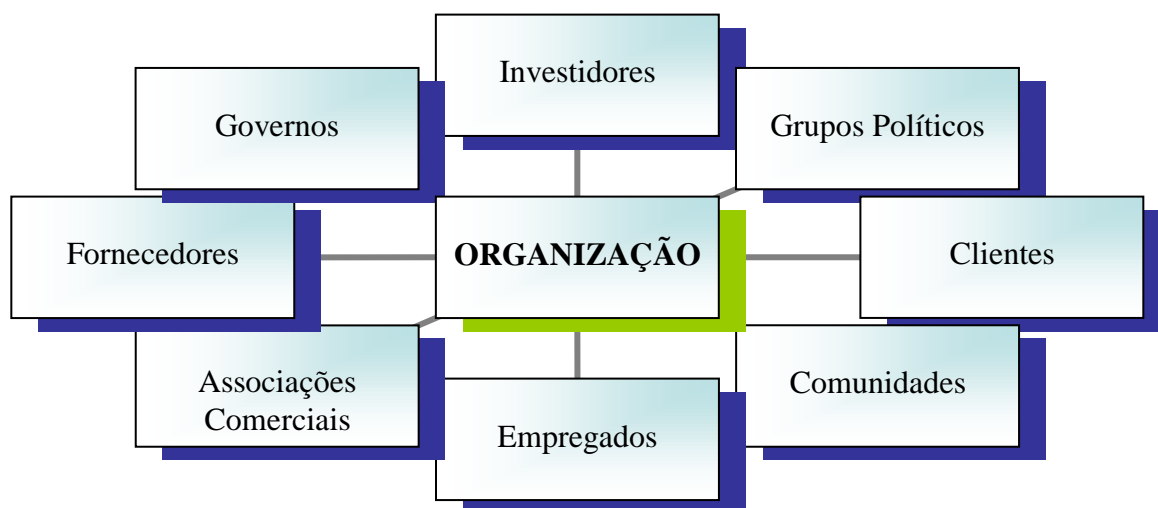 Investidores
Governos
Grupos Políticos
Fornecedores
ORGANIZAÇÃO
Clientes
Associações
Comerciais
Comunidades
Empregados